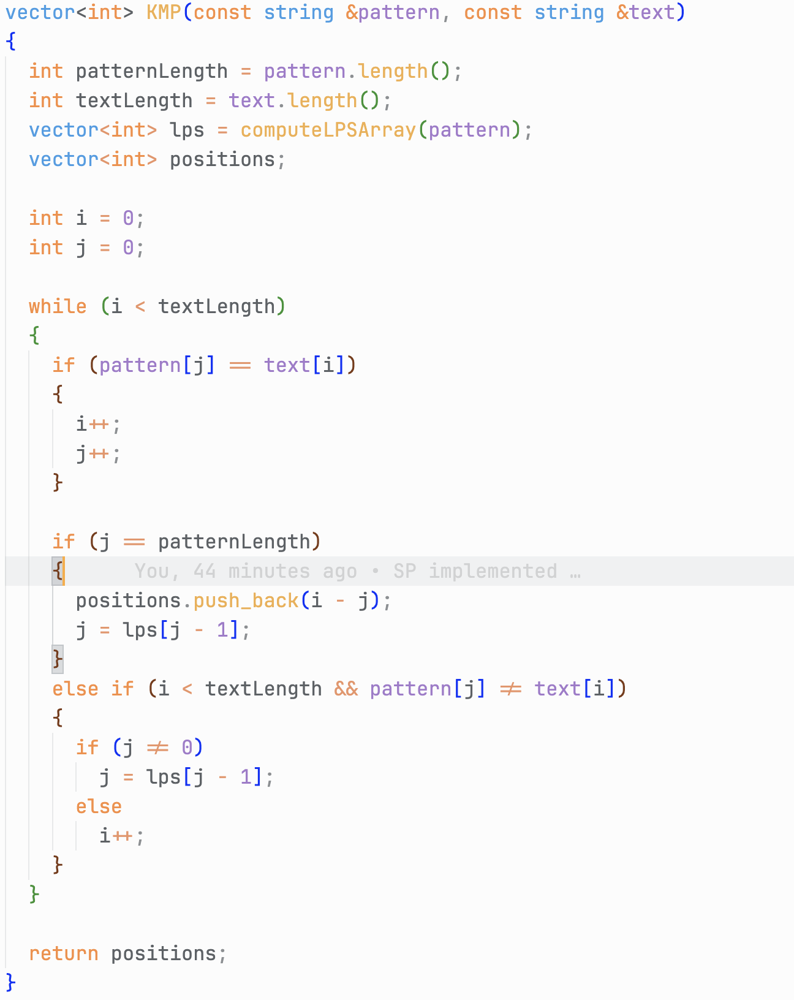 vector<int> KMP(const string &pattern, const string &text)
{
  int patternLength = pattern.length();
  int textLength = text.length();
  vector<int> lps = computeLPSArray(pattern);
  vector<int> positions;

  int i = 0;
  int j = 0;

  while (i < textLength)
  {
    if (pattern[j] == text[i])
    {
      i++;
      j++;
    }

    if (j == patternLength)
    {      You, 44 minutes ago • SP implemented …
      positions.push_back(i - j);
      j = lps[j - 1];
    }
    else if (i < textLength && pattern[j] != text[i])
    {
      if (j != 0)
        j = lps[j - 1];
      else
        i++;
    }
  }

  return positions;
}